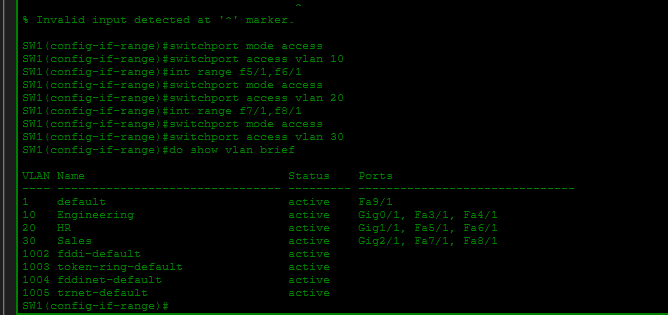 ^
% Invalid input detected at '^' marker.
SW1(config-if-range)#switchport mode access
SW1(config-if-range)#switchport access vlan 10
SW1(config-if-range)#int range f5/1,f6/1
SW1(config-if-range)#switchport mode access
SW1(config-if-range)#switchport access vlan 20
SW1(config-if-range)#int range f7/1,f8/1
SW1(config-if-range)#switchport mode access
SW1(config-if-range)#switchport access vlan 30
SW1(config-if-range)#do show vlan brief
VLAN Name                             Status    Ports
---- -------------------------------- --------- -------------------------------
1    default                          active    Fa9/1
10   Engineering                      active    Gig0/1, Fa3/1, Fa4/1
20   HR                               active    Gig1/1, Fa5/1, Fa6/1
30   Sales                            active    Gig2/1, Fa7/1, Fa8/1
1002 fddi-default                     active
1003 token-ring-default               active
1004 fddinet-default                  active
1005 trnet-default                    active
SW1(config-if-range)#